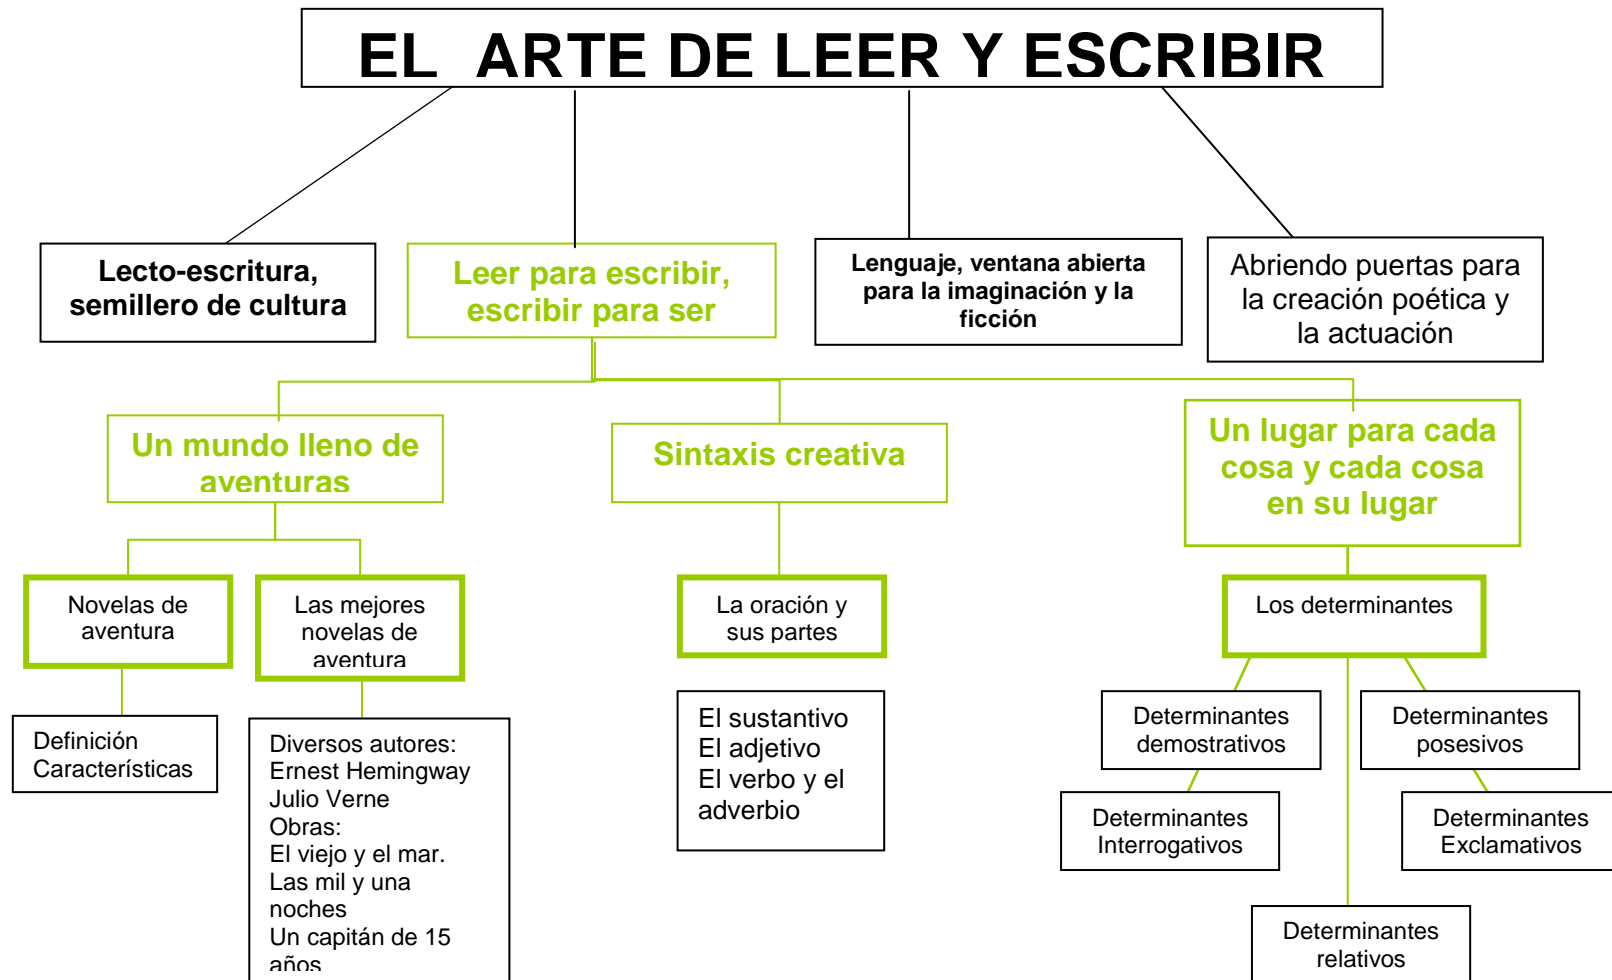 EL ARTE DE LEER Y ESCRIBIR
Lecto-escritura,
semillero de cultura
Leer para escribir,
escribir para ser
Lenguaje, ventana abierta
para la imaginación y la
ficción
Abriendo puertas para
la creación poética y
la actuación
Un mundo lleno de
aventuras
Sintaxis creativa
Un lugar para cada
cosa y cada cosa
en su lugar
Novelas de
aventura
Las mejores
novelas de
aventura
La oración y
sus partes
Los determinantes
Definición
Características
Diversos autores:
Ernest Hemingway
Julio Verne
Obras:
El viejo y el mar.
Las mil y una
noches
Un capitán de 15
años
El sustantivo
El adjetivo
El verbo y el
adverbio
Determinantes
demostrativos
Determinantes
posesivos
Determinantes
Interrogativos
Determinantes
Exclamativos
Determinantes
relativos